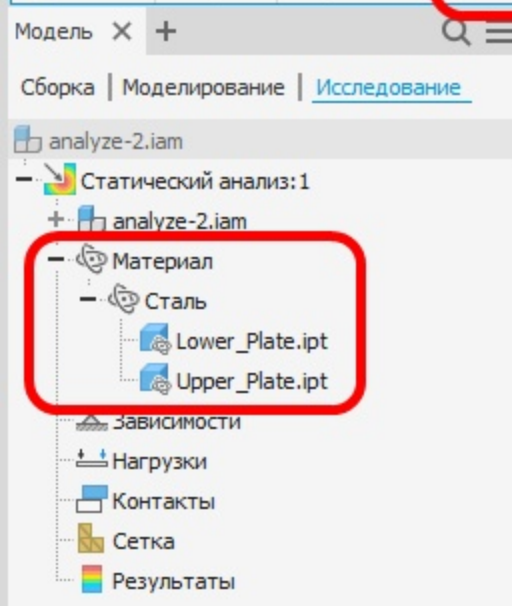 Модель
Сборка | Моделирование | Исследование
analyze-2.iam
Статический анализ:1
analyze-2.iam
Материал
Сталь
Lower_Plate.ipt
Upper_Plate.ipt
Зависимости
Нагрузки
Контакты
Сетка
Результаты